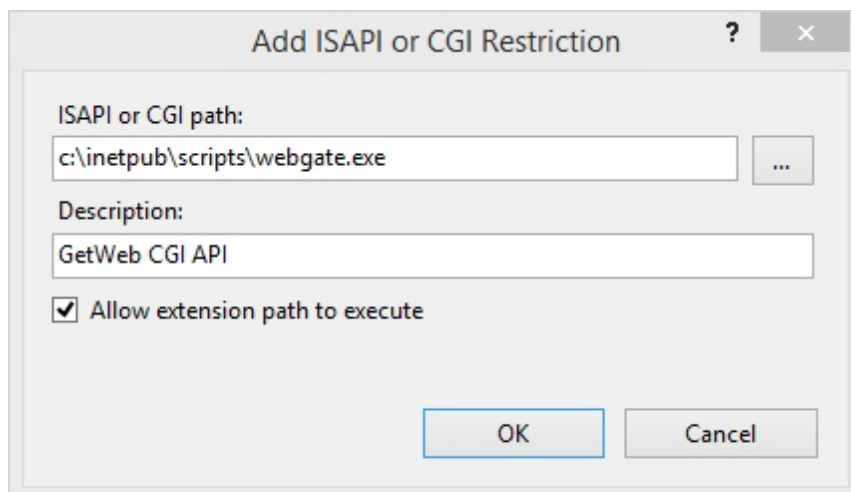 Add ISAPI or CGI Restriction ? ×
ISAPI or CGI path:
c:\inetpub\scripts\webgate.exe ...
Description:
GetWeb CGI API
Allow extension path to execute
OK Cancel